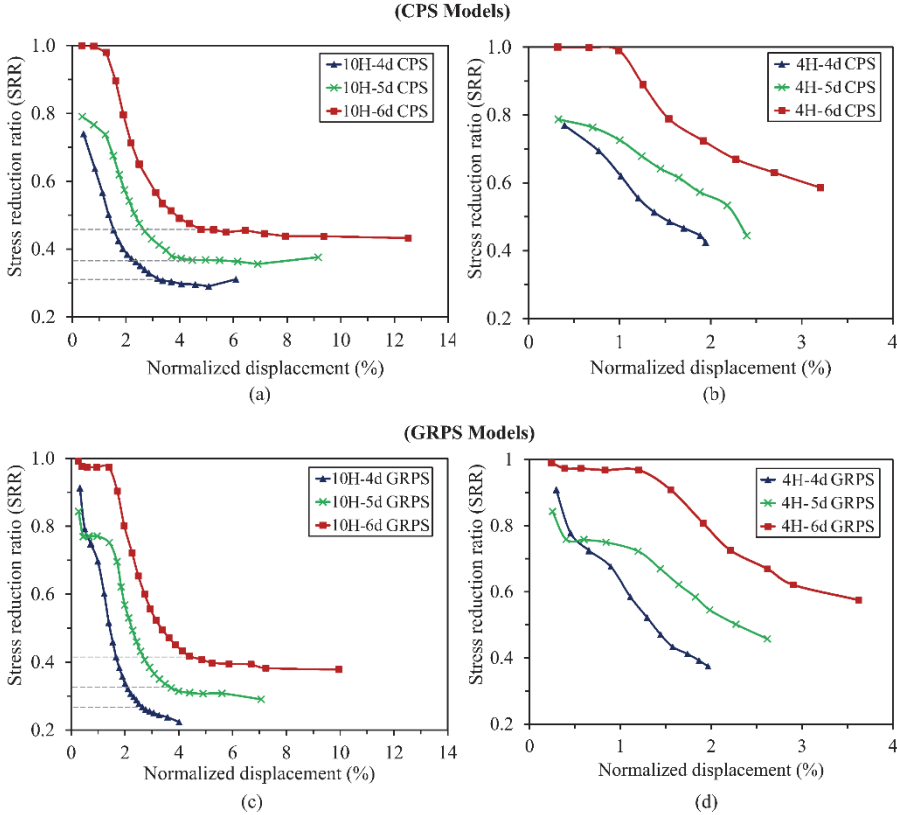 (CPS Models)
Stress reduction ratio (SRR)
1.0
0.8
0.6
0.4
0.2
10H-4d CPS
10H-5d CPS
10H-6d CPS
0 2 4 6 8 10 12 14
Normalized displacement (%)
(a)
Stress reduction ratio (SRR)
1.0
0.8
0.6
0.4
0.2
4H-4d CPS
4H-5d CPS
4H-6d CPS
0 1 2 3 4
Normalized displacement (%)
(b)
(GRPS Models)
Stress reduction ratio (SRR)
1.0
0.8
0.6
0.4
0.2
10H-4d GRPS
10H-5d GRPS
10H-6d GRPS
0 2 4 6 8 10 12 14
Normalized displacement (%)
(c)
Stress reduction ratio (SRR)
1.0
0.8
0.6
0.4
0.2
4H-4d GRPS
4H-5d GRPS
4H-6d GRPS
0 1 2 3 4
Normalized displacement (%)
(d)